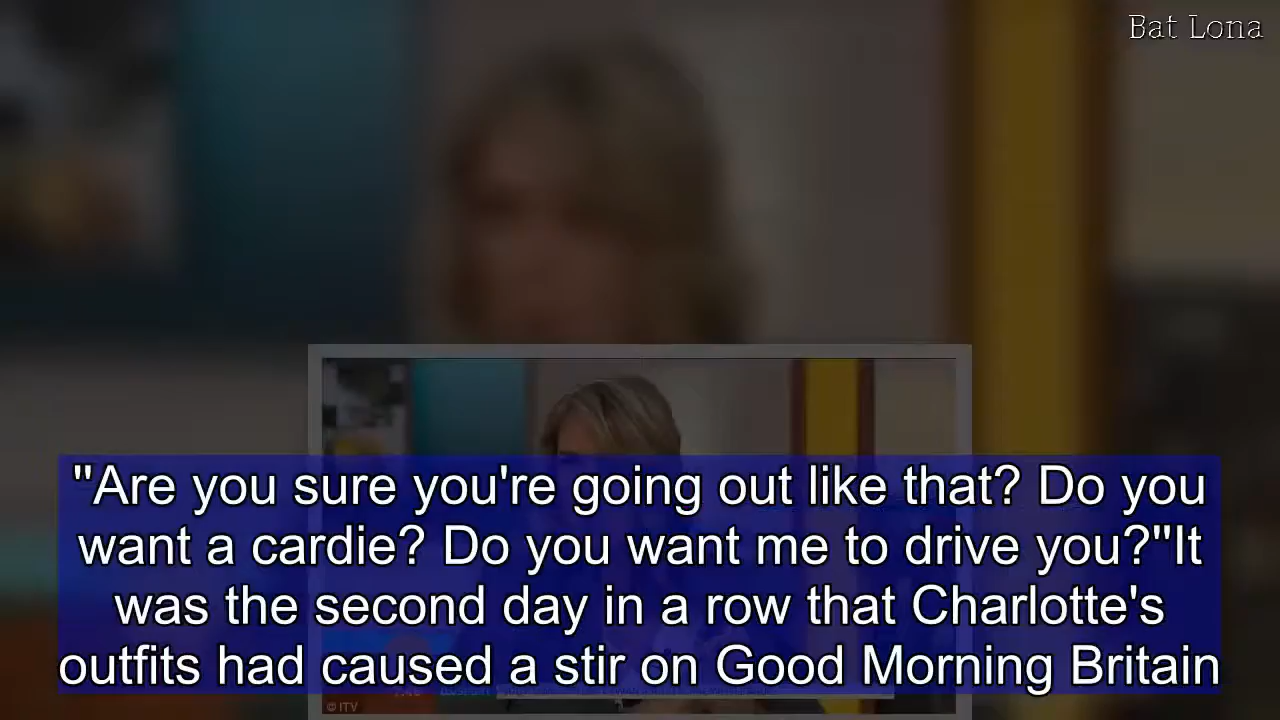 Bat Lona
"Are you sure you're going out like that? Do you
want a cardie? Do you want me to drive you?"It
was the second day in a row that Charlotte's
outfits had caused a stir on Good Morning Britain
© ITV